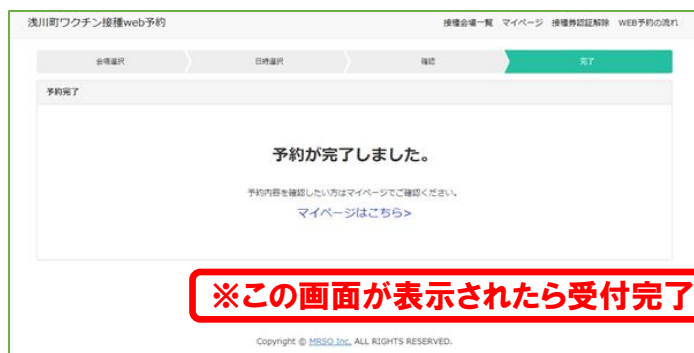 浅川町ワクチン接種web予約
接種会場一覧 マイページ 接種券認証解除 WEB予約の流れ
会場選択 日時選択 確認 完了
予約完了
予約が完了しました。
予約内容を確認したい方はマイページでご確認ください。
マイページはこちら>
※この画面が表示されたら受付完了
Copyright © MRSO Inc. ALL RIGHTS RESERVED.